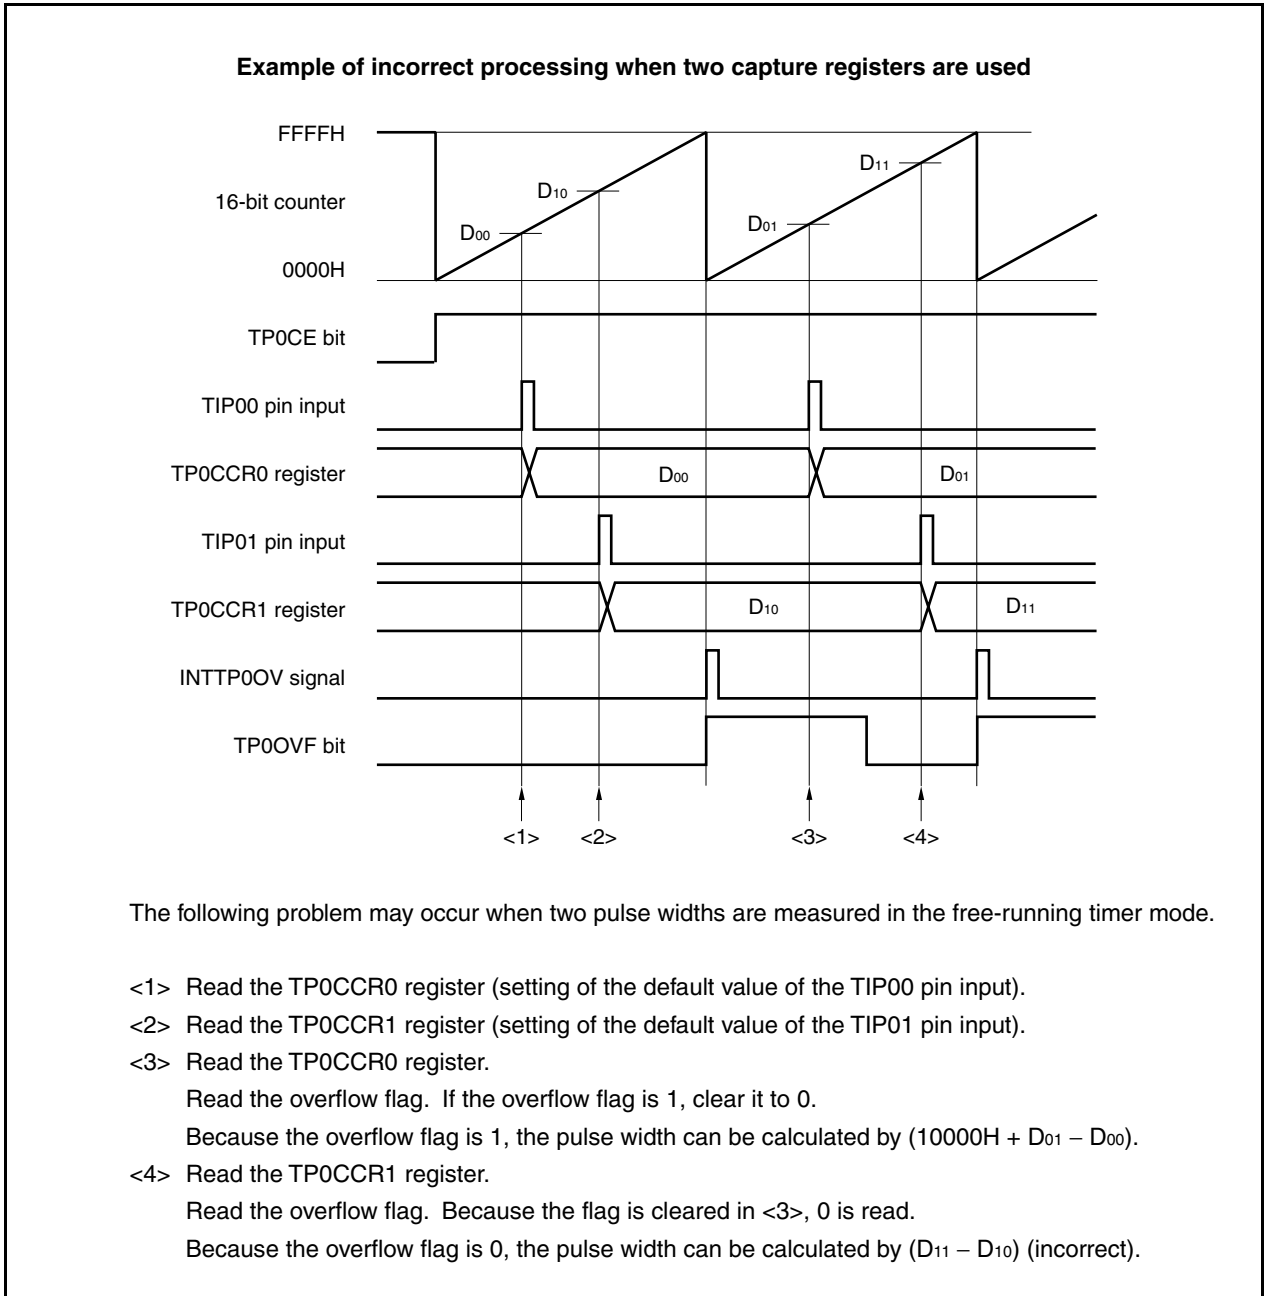 Example of incorrect processing when two capture registers are used
FFFFH
D11
D10
16-bit counter
D01
D00
0000H
TP0CE bit
TIP00 pin input
TP0CCR0 register
D00
D01
TIP01 pin input
TP0CCR1 register
D10
D11
INTTP0OV signal
TP0OVF bit
<1> <2> <3> <4>
The following problem may occur when two pulse widths are measured in the free-running timer mode.
<1> Read the TP0CCR0 register (setting of the default value of the TIP00 pin input).
<2> Read the TP0CCR1 register (setting of the default value of the TIP01 pin input).
<3> Read the TP0CCR0 register.
Read the overflow flag. If the overflow flag is 1, clear it to 0.
Because the overflow flag is 1, the pulse width can be calculated by (10000H + D01 − D00).
<4> Read the TP0CCR1 register.
Read the overflow flag. Because the flag is cleared in <3>, 0 is read.
Because the overflow flag is 0, the pulse width can be calculated by (D11 − D10) (incorrect).